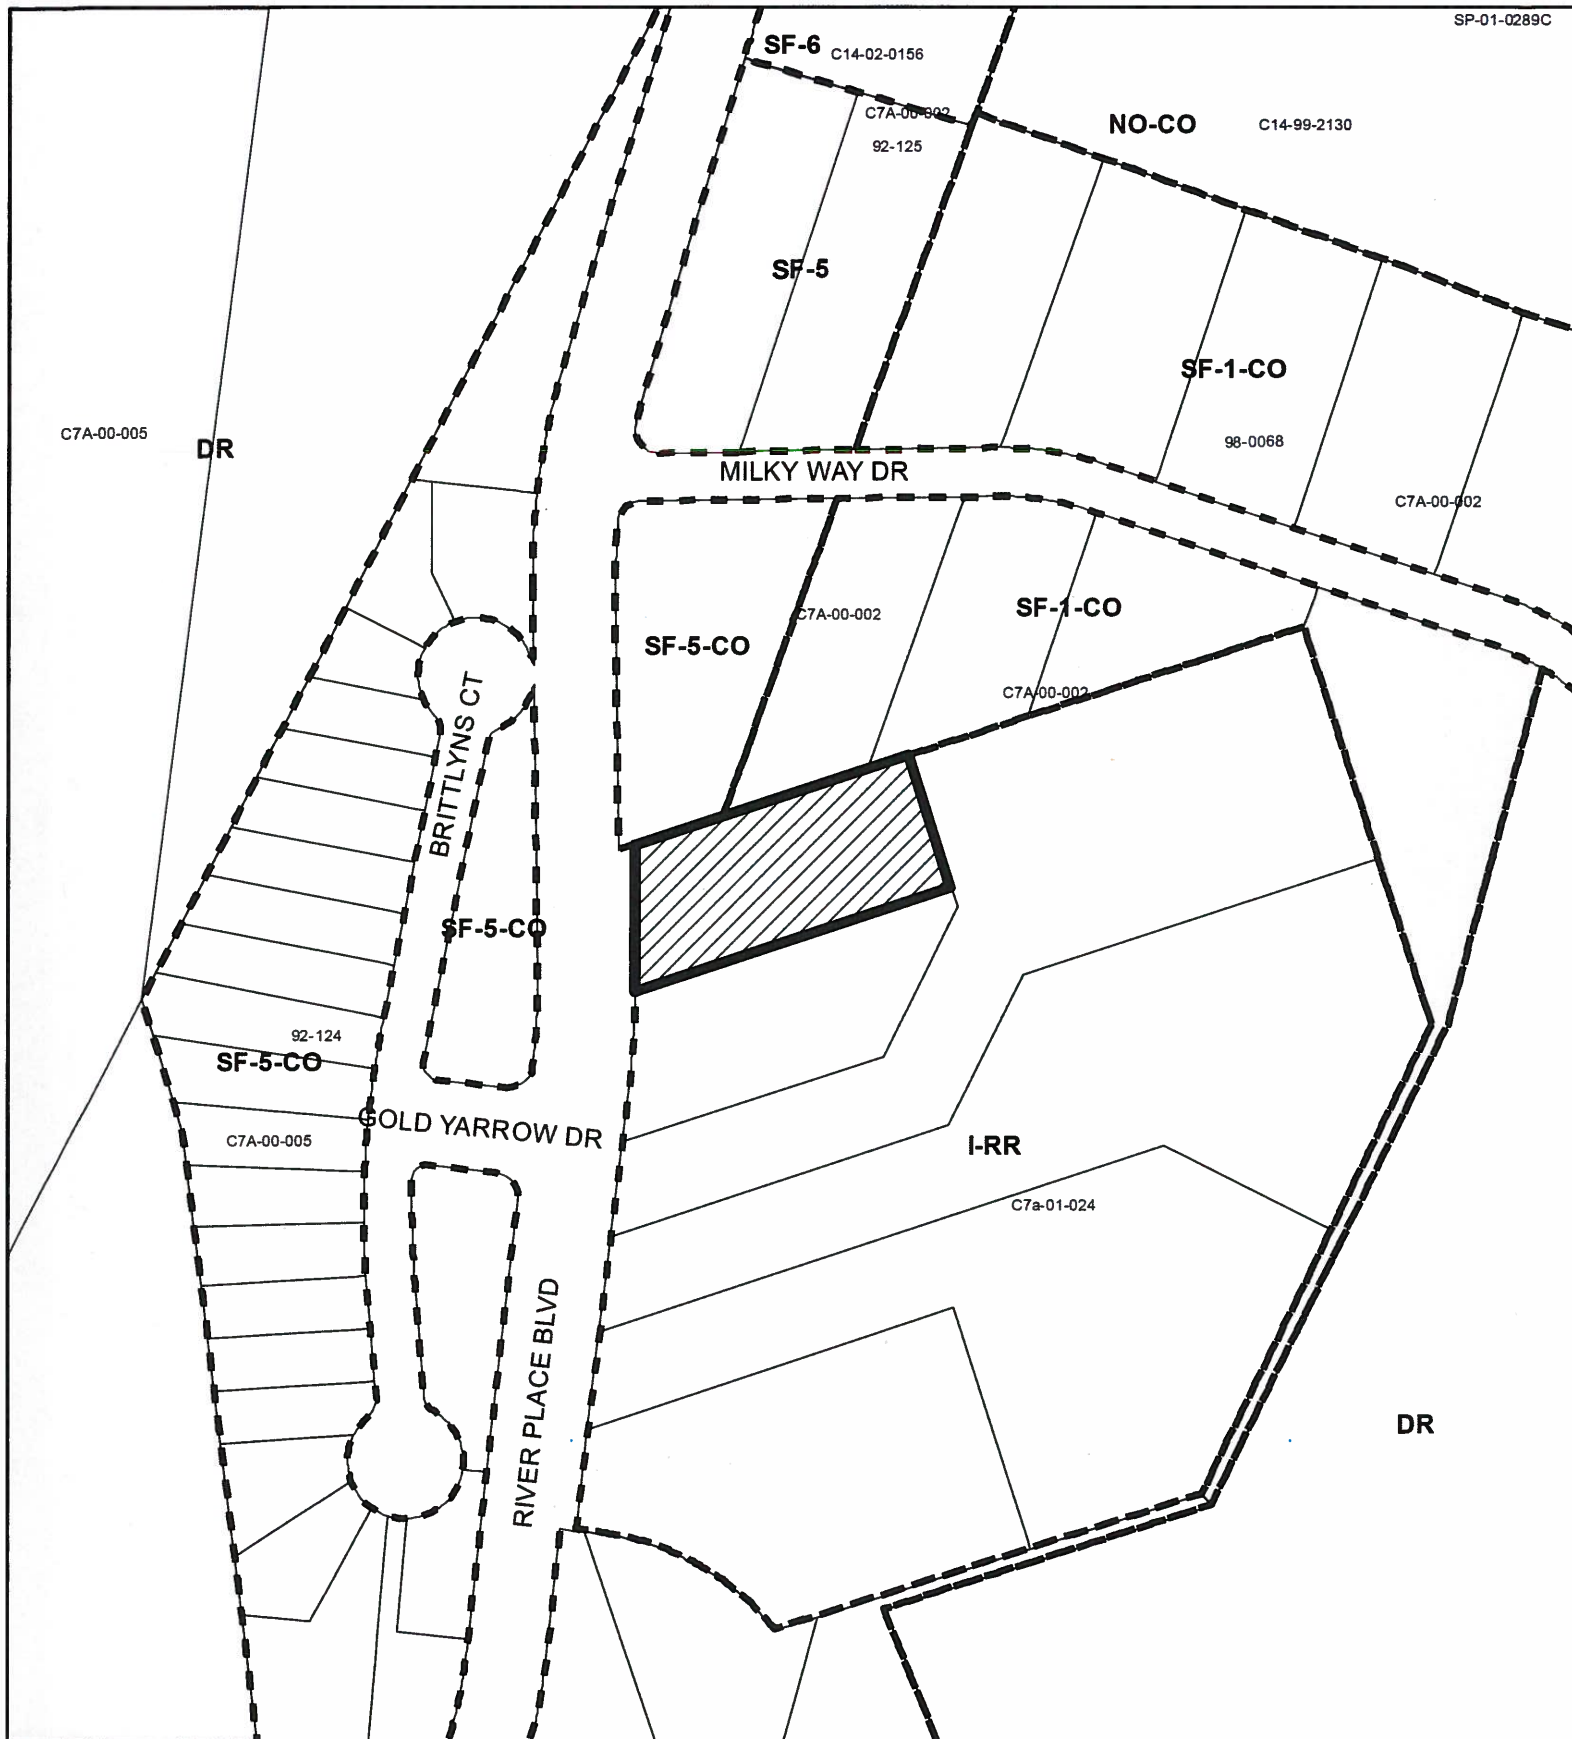 SP-01-0289C
SF-6
C14-02-0156
C7A-00-002
92-125
NO-CO
C14-99-2130
SF-5
SF-1-CO
C7A-00-005
DR
98-0068
MILKY WAY DR
C7A-00-002
SF-5-CO
C7A-00-002
SF-1-CO
C7A-00-002
BRITTLYNS CT
SF-5-CO
92-124
SF-5-CO
C7A-00-005
GOLD YARROW DR
I-RR
C7a-01-024
RIVER PLACE BLVD
DR